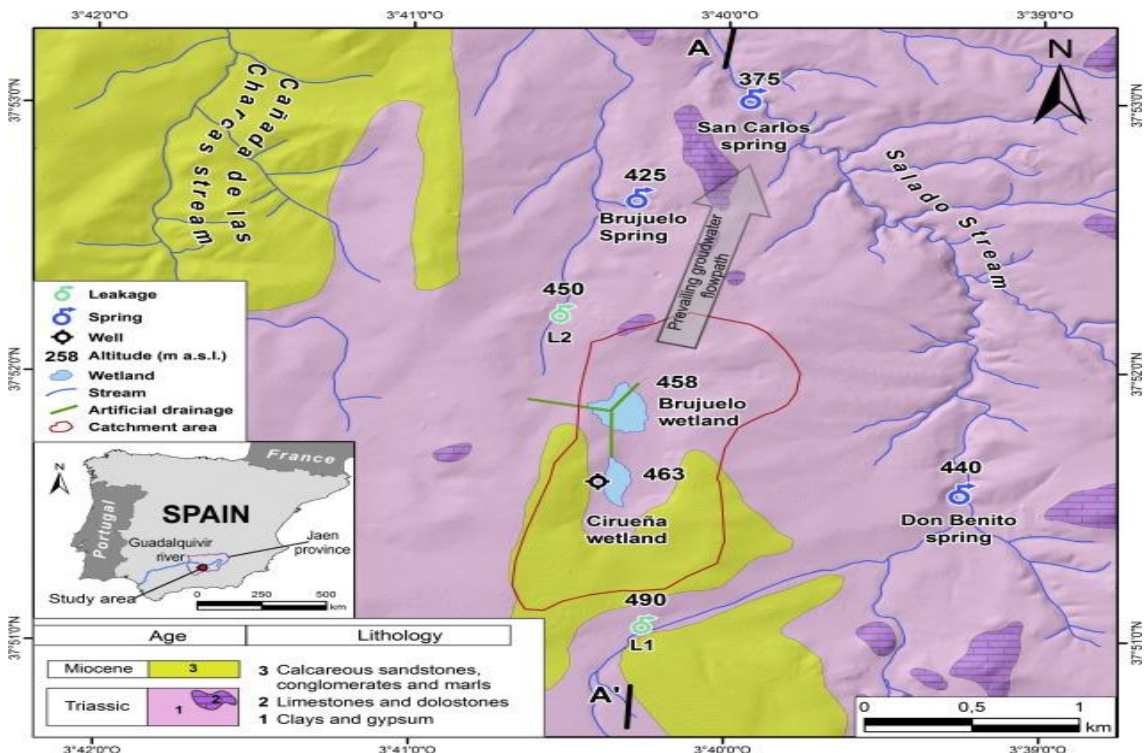 3°42'0"O
3°41'0"O
3°40'0"O
3°39'0"O
37°53'0"N
37°53'0"N
37°52'0"N
37°52'0"N
37°51'0"N
37°51'0"N
A
N
375
San Carlos
spring
Cañada de las
Charcas stream
425
Brujuelo
Spring
Salado Stream
Prevailing groudwater
flowpath
450
L2
458
Brujuelo
wetland
463
Cirueña
wetland
440
Don Benito
spring
490
L1
A'
Leakage
Spring
Well
258 Altitude (m a.s.l.)
Wetland
Stream
Artificial drainage
Catchment area
N
France
SPAIN
Portugal
Guadalquivir
river
Jaen
province
Study area
0 250 500
km
Age Lithology
Miocene 3
Triassic 1 2
3 Calcareous sandstones,
conglomerates and marls
2 Limestones and dolostones
1 Clays and gypsum
0 0,5 1
km
3°42'0"O
3°41'0"O
3°40'0"O
3°39'0"O